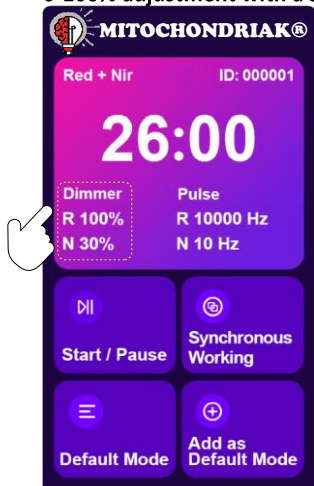 MITOCHONDRIAK®
Red + Nir ID: 000001
26:00
Dimmer Pulse
R 100% R 10000 Hz
N 30% N 10 Hz
Start / Pause
Synchronous
Working
Default Mode
Add as
Default Mode